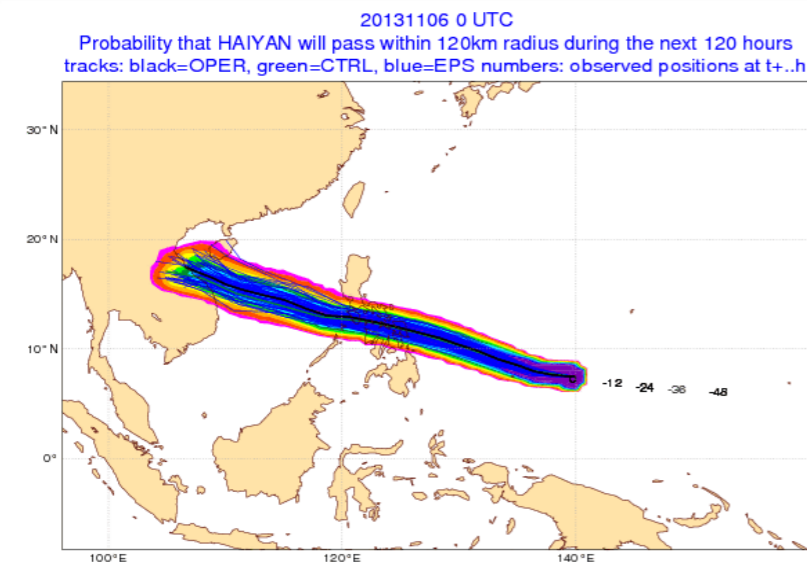 20131106 0 UTC
Probability that HAIYAN will pass within 120km radius during the next 120 hours
tracks: black=OPER, green=CTRL, blue=EPS numbers: observed positions at t+..h
30°N
20°N
10°N
-12 -24 -36 -48
0°
100°E 120°E 140°E